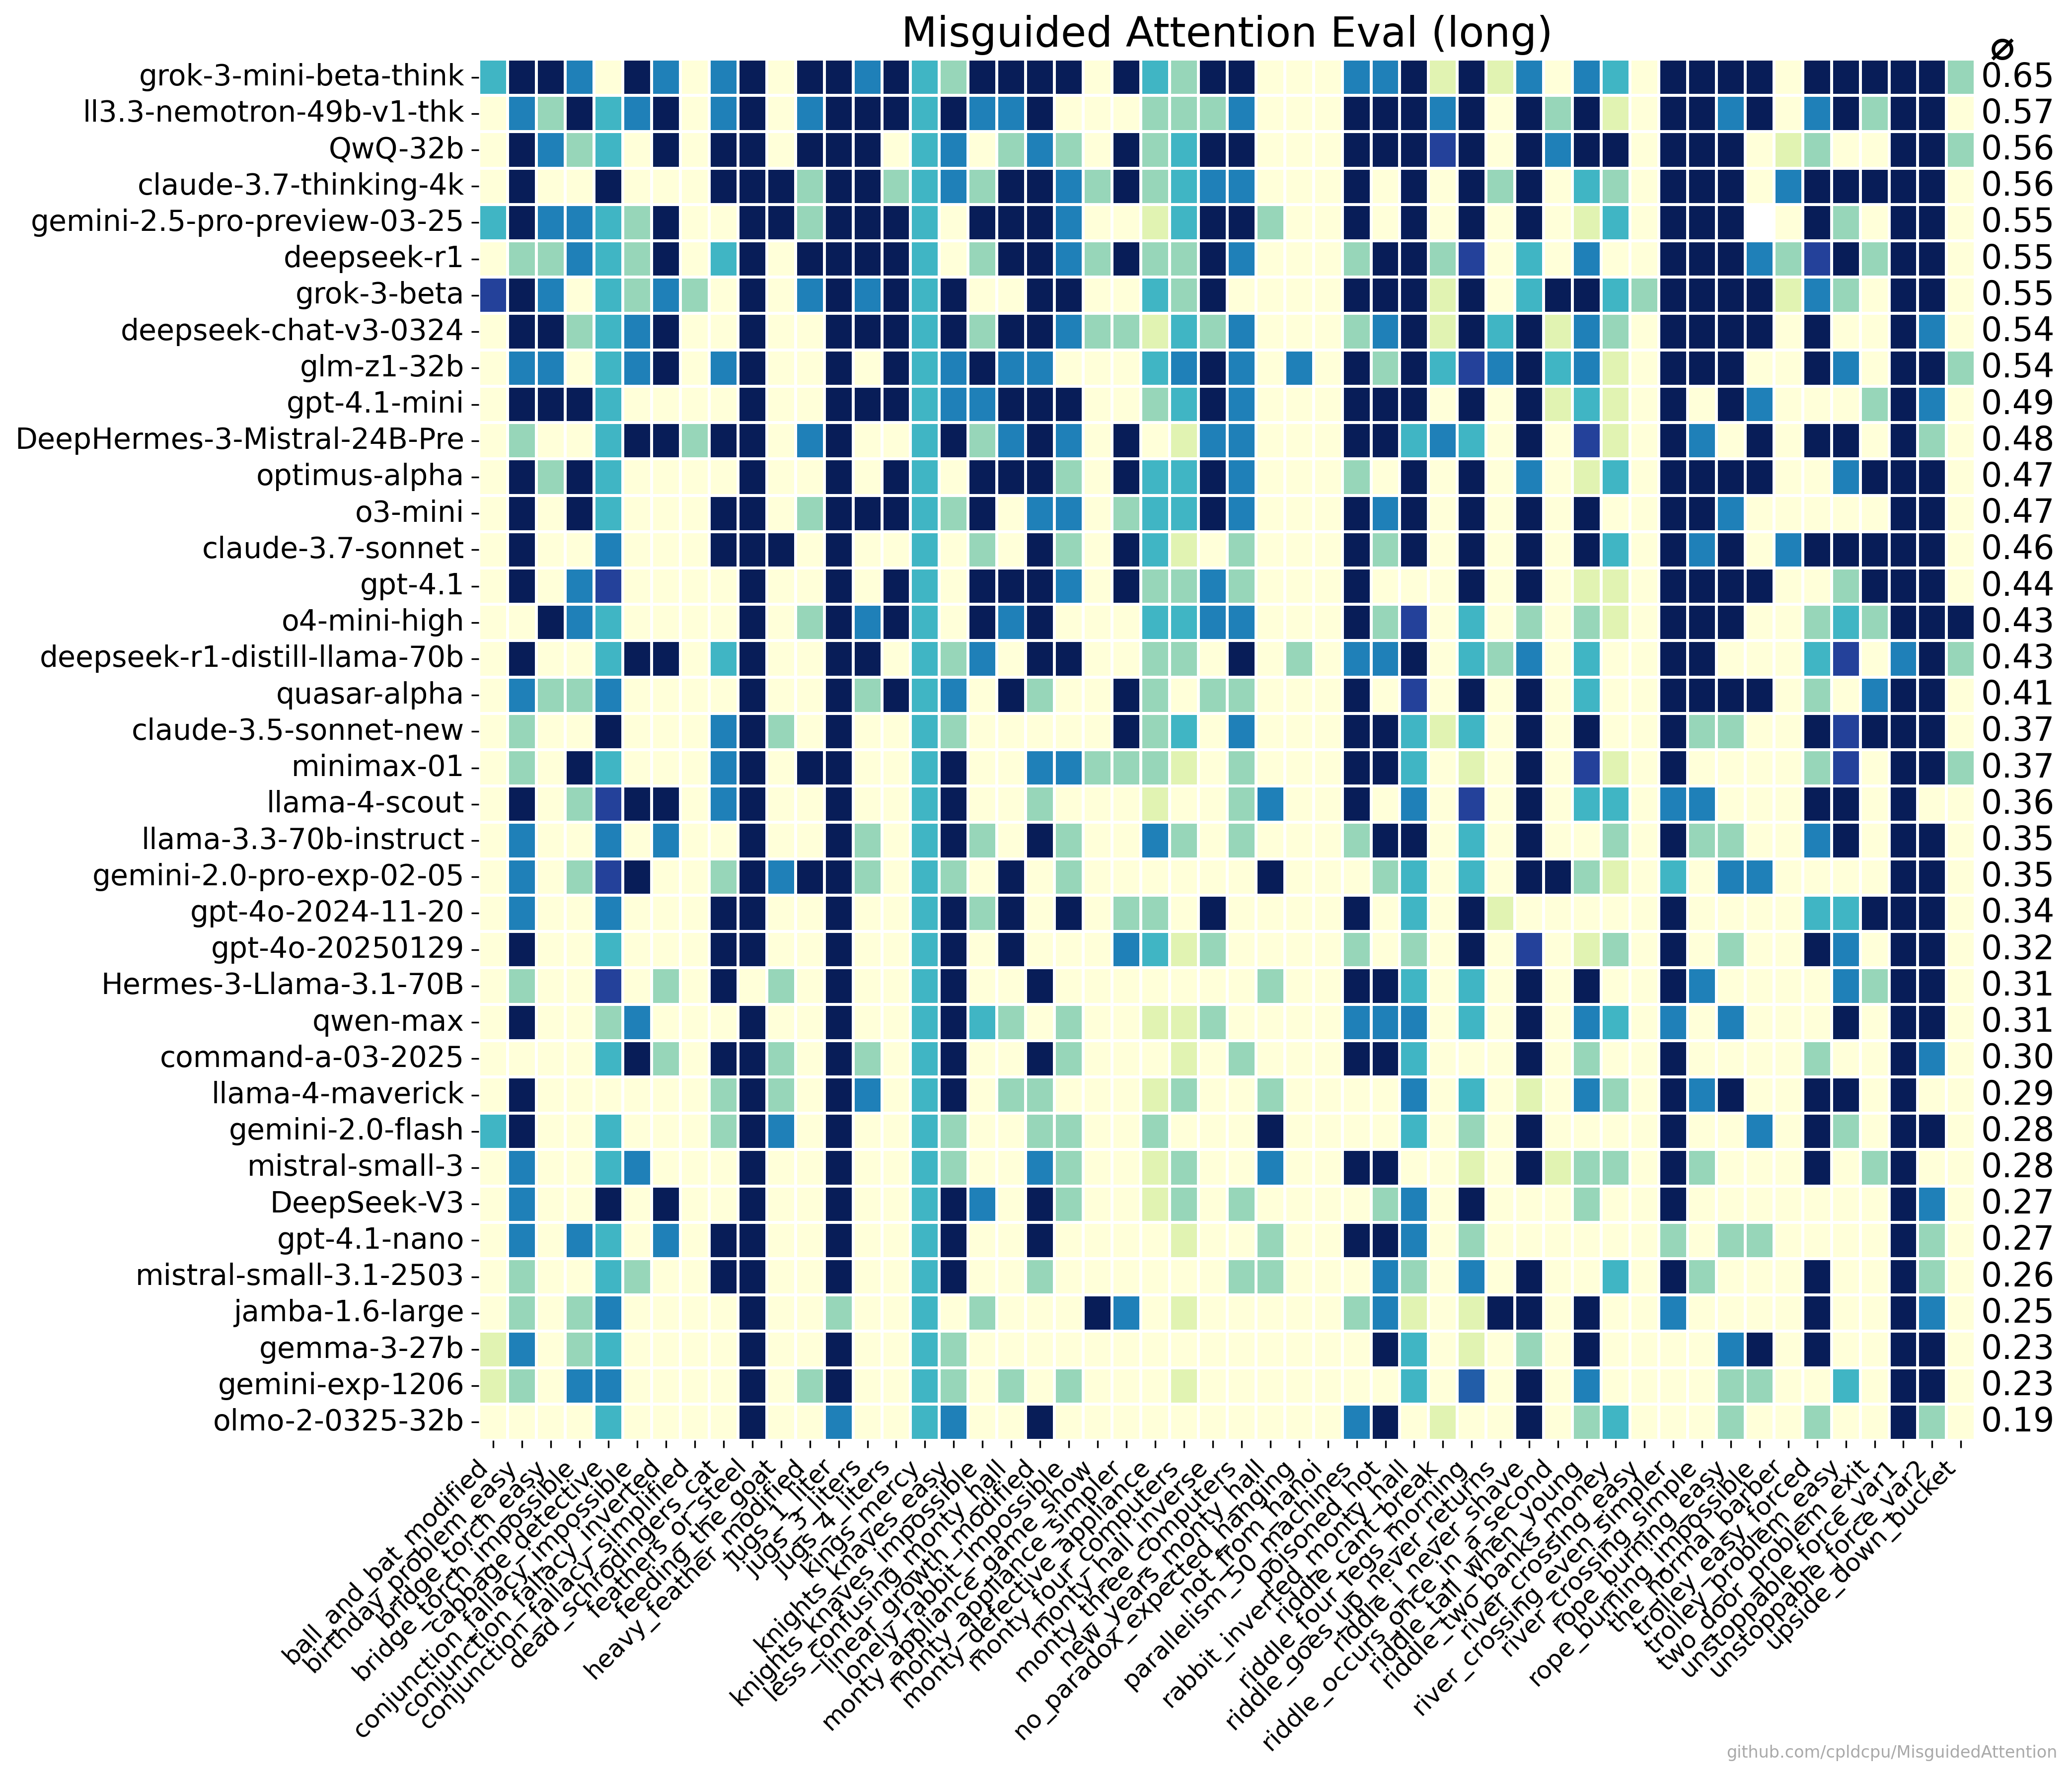 Misguided Attention Eval (long)
ø
grok-3-mini-beta-think 0.65
ll3.3-nemotron-49b-v1-thk 0.57
QwQ-32b 0.56
claude-3.7-thinking-4k 0.56
gemini-2.5-pro-preview-03-25 0.55
deepseek-r1 0.55
grok-3-beta 0.55
deepseek-chat-v3-0324 0.54
glm-z1-32b 0.54
gpt-4.1-mini 0.49
DeepHermes-3-Mistral-24B-Pre 0.48
optimus-alpha 0.47
o3-mini 0.47
claude-3.7-sonnet 0.46
gpt-4.1 0.44
o4-mini-high 0.43
deepseek-r1-distill-llama-70b 0.43
quasar-alpha 0.41
claude-3.5-sonnet-new 0.37
minimax-01 0.37
llama-4-scout 0.36
llama-3.3-70b-instruct 0.35
gemini-2.0-pro-exp-02-05 0.35
gpt-4o-2024-11-20 0.34
gpt-4o-20250129 0.32
Hermes-3-Llama-3.1-70B 0.31
qwen-max 0.31
command-a-03-2025 0.30
llama-4-maverick 0.29
gemini-2.0-flash 0.28
mistral-small-3 0.28
DeepSeek-V3 0.27
gpt-4.1-nano 0.27
mistral-small-3.1-2503 0.26
jamba-1.6-large 0.25
gemma-3-27b 0.23
gemini-exp-1206 0.23
olmo-2-0325-32b 0.19
ball_and_bat_modified
birthday_problem_easy
bridge_torch_easy
bridge_torch_impossible
cabbage_detective
conjunction_fallacy_impossible
conjunction_fallacy_inverted
conjunction_fallacy_simplified
dead_schrodingers_cat
feathers_or_steel
feeding_the_goat
heavy_feather_modified
jugs_1_liter
jugs_3_liters
jugs_4_liters
kings_mercy
knights_knaves_easy
knights_knaves_impossible
less_confusing_monty_hall
linear_growth_modified
lonely_rabbit_impossible
monty_appliance_game_show
monty_appliance_simpler
monty_defective_appliance
monty_four_computers
monty_hall_inverse
monty_three_computers
new_years_monty_hall
no_paradox_expected_hanging
not_from_hanoi
parallelism_50_machines
poisoned_hot
rabbit_inverted_monty_hall
riddle_cant_break
riddle_four_legs_morning
riddle_goes_up_never_returns
riddle_i_never_shave
riddle_occurs_once_in_a_second
riddle_tall_when_young
riddle_two_banks_money
river_crossing_easy
river_crossing_even_simpler
river_crossing_simple
rope_burning_easy
rope_burning_impossible
the_normal_barber
trolley_easy_forced
trolley_problem_easy
two_door_problem_exit
unstoppable_force_var1
unstoppable_force_var2
upside_down_bucket
github.com/cpldcpu/MisguidedAttention